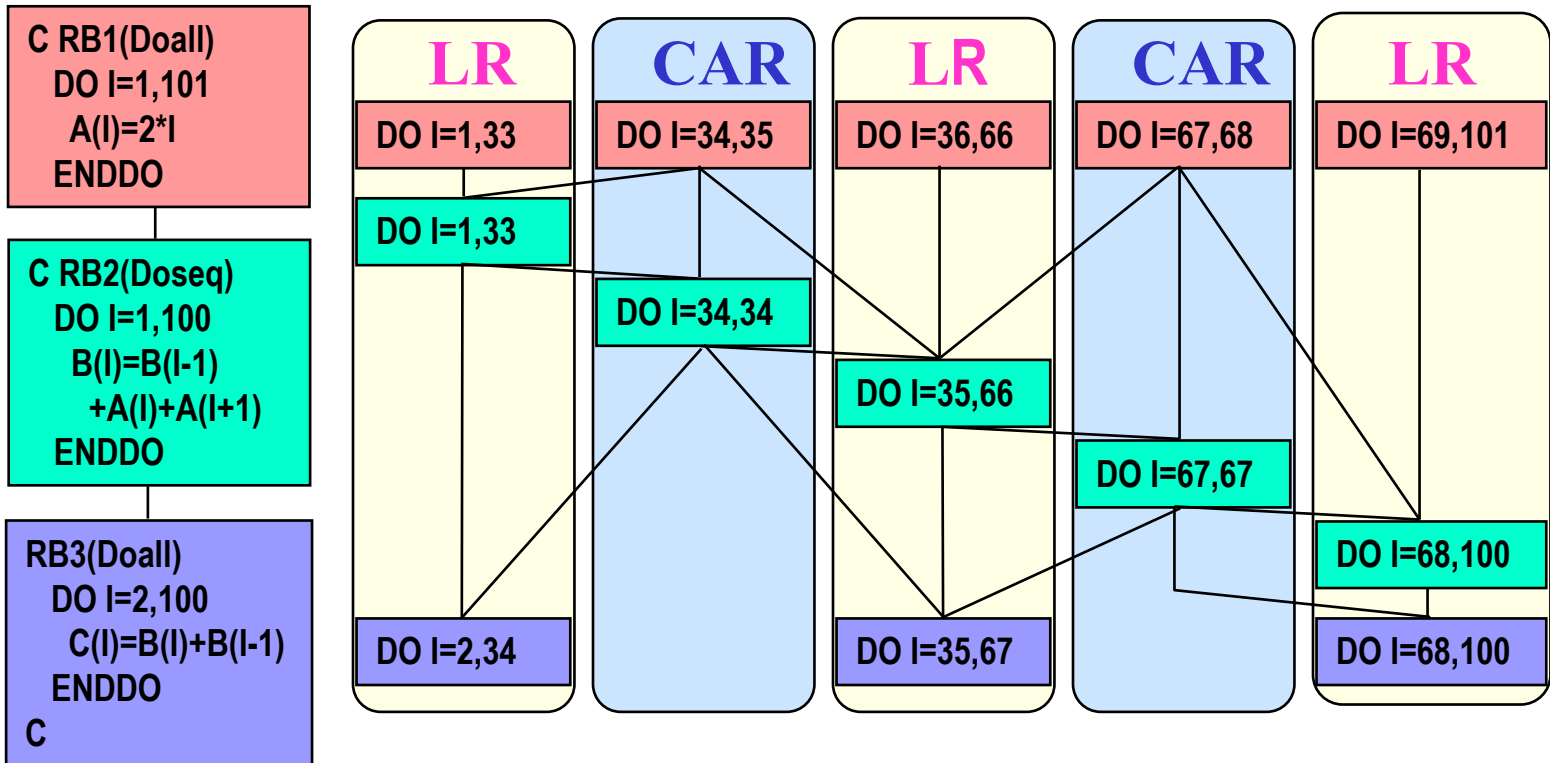 C RB1(Doall)
DO I=1,101
A(I)=2*I
ENDDO
C RB2(Doseq)
DO I=1,100
B(I)=B(I-1)
+A(I)+A(I+1)
ENDDO
RB3(Doall)
DO I=2,100
C(I)=B(I)+B(I-1)
ENDDO
C
LR
CAR
LR
CAR
LR
DO I=1,33
DO I=34,35
DO I=36,66
DO I=67,68
DO I=69,101
DO I=1,33
DO I=34,34
DO I=35,66
DO I=67,67
DO I=68,100
DO I=2,34
DO I=35,67
DO I=68,100